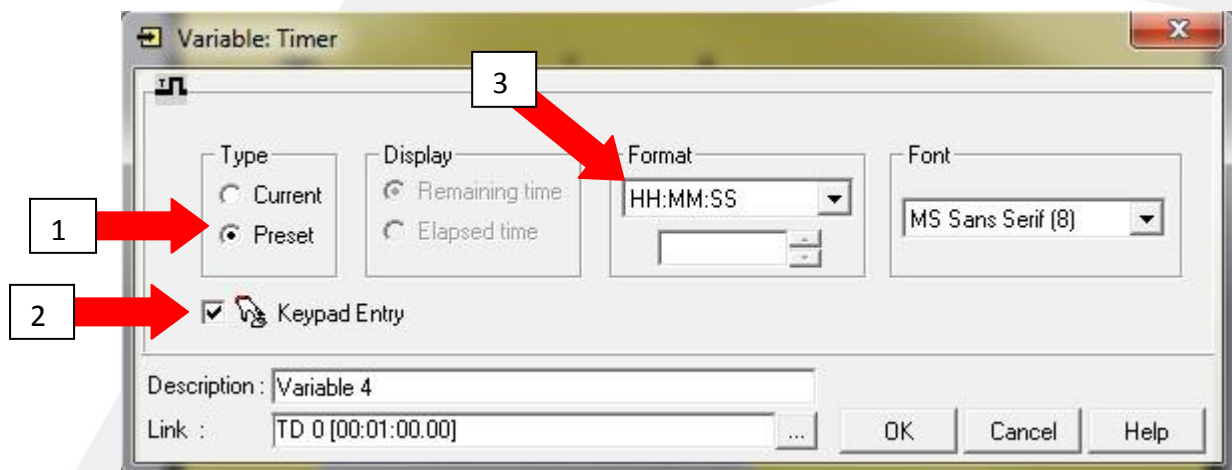 Variable: Timer
3
Type
Display
Format
Font
Current
Remaining time
HH:MM:SS
MS Sans Serif (8)
1
Preset
Elapsed time
2
Keypad Entry
Description : Variable 4
Link : TD 0 [00:01:00.00] ... OK Cancel Help